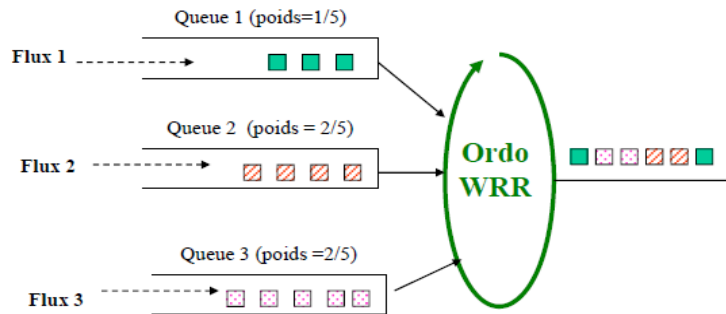 Queue 1 (poids=1/5)
Flux 1
Queue 2 (poids = 2/5)
Flux 2
Ordo
WRR
Queue 3 (poids =2/5)
Flux 3